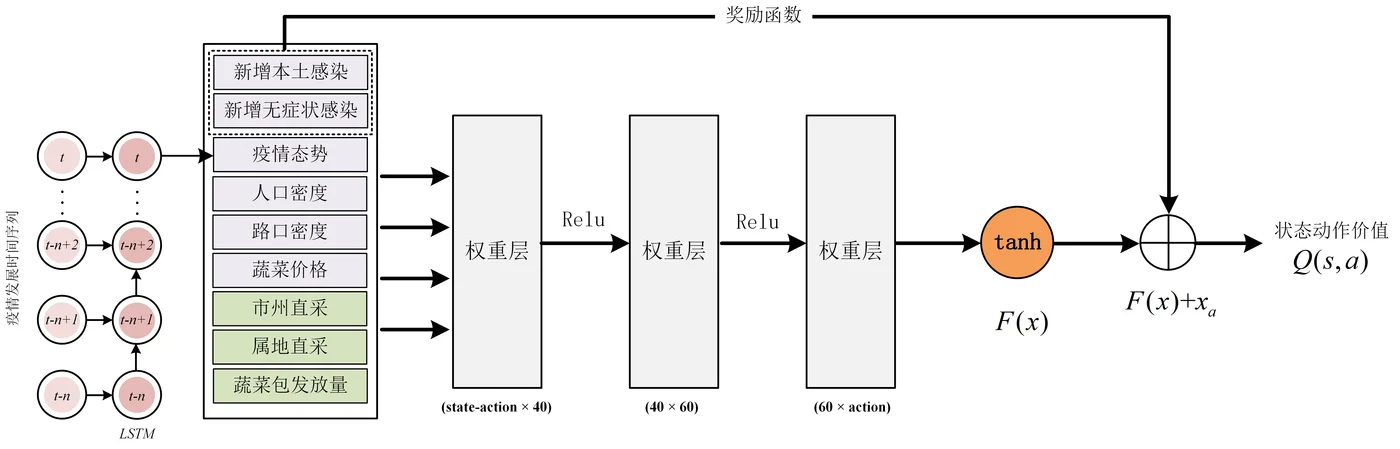 奖励函数
新增本土感染
新增无症状感染
疫情态势
人口密度
路口密度
蔬菜价格
市州直采
属地直采
蔬菜包发放量
疫情发展时间序列
t
t
t-n+2
t-n+2
t-n+1
t-n+1
t-n
t-n
LSTM
权重层
(state-action × 40)
Relu
权重层
(40 × 60)
Relu
权重层
(60 × action)
tanh
F(x)
F(x)+xₐ
状态动作价值
Q(s,a)